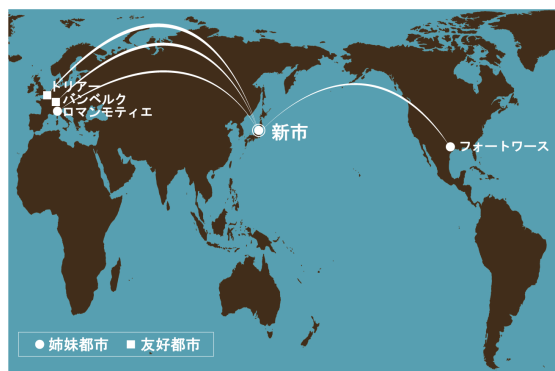 トリアー
バンベルク
ロマンモティエ
新市
フォートワース
姉妹都市
友好都市